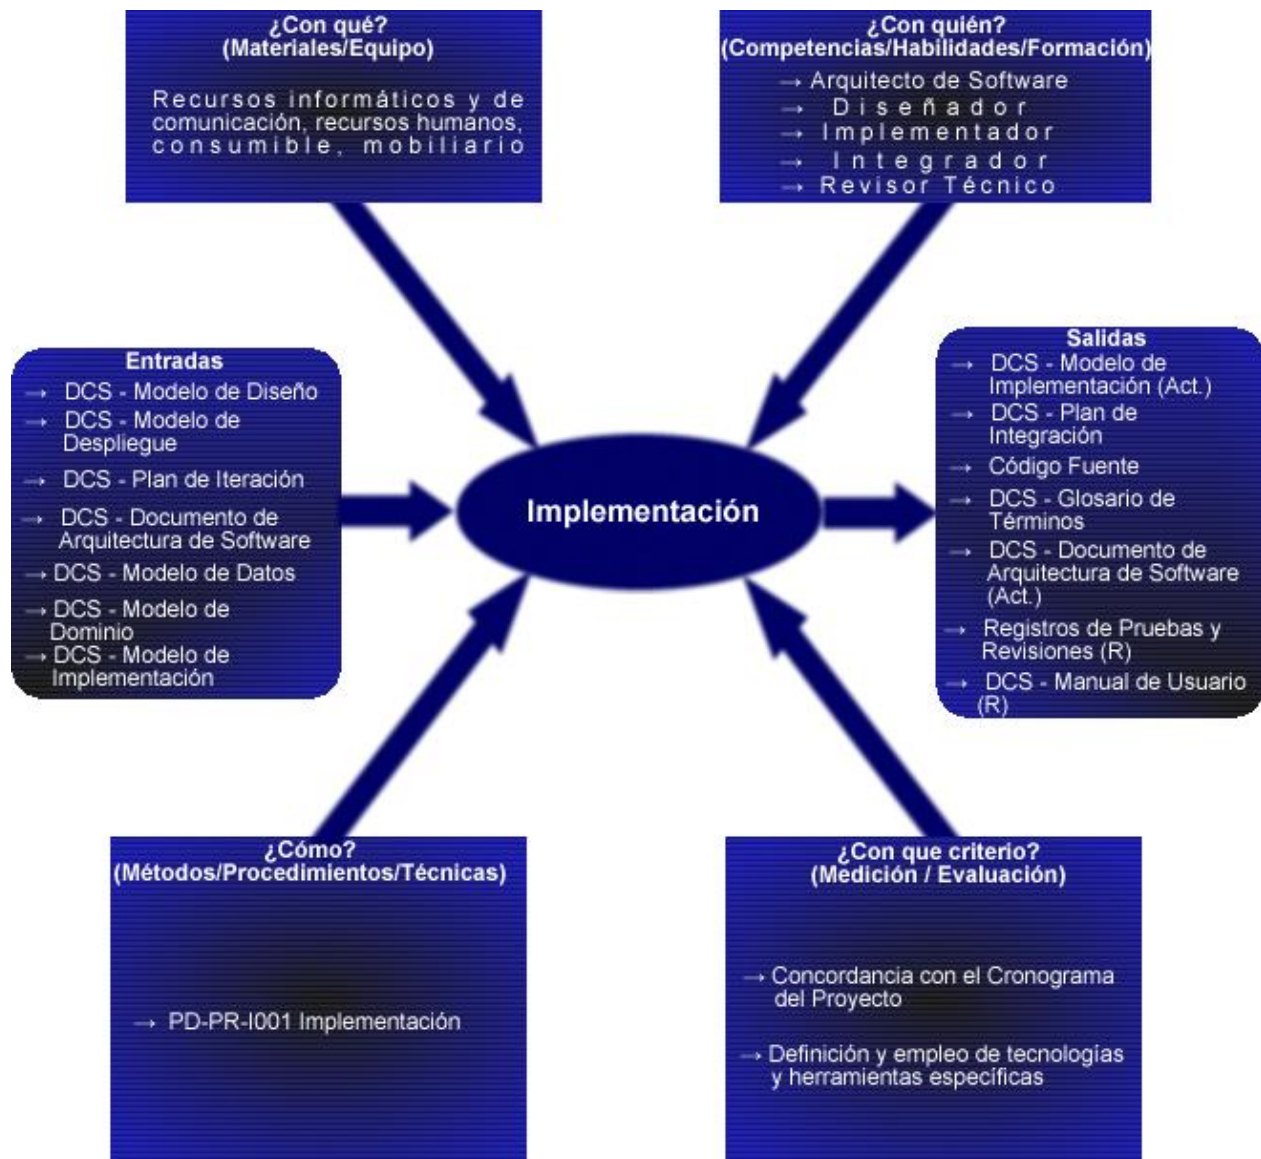 ¿Con qué?
(Materiales/Equipo)
Recursos informáticos y de
comunicación, recursos humanos,
consumible, mobiliario
¿Con quién?
(Competencias/Habilidades/Formación)
→ Arquitecto de Software
→ Diseñador
→ Implementador
→ Integrador
→ Revisor Técnico
Entradas
→ DCS - Modelo de Diseño
→ DCS - Modelo de
Despliegue
→ DCS - Plan de Iteración
→ DCS - Documento de
Arquitectura de Software
→ DCS - Modelo de Datos
→ DCS - Modelo de
Dominio
→ DCS - Modelo de
Implementación
Implementación
Salidas
→ DCS - Modelo de
Implementación (Act.)
→ DCS - Plan de
Integración
→ Código Fuente
→ DCS - Glosario de
Términos
→ DCS - Documento de
Arquitectura de Software
(Act.)
→ Registros de Pruebas y
Revisiones (R)
→ DCS - Manual de Usuario
(R)
¿Cómo?
(Métodos/Procedimientos/Técnicas)
→ PD-PR-I001 Implementación
¿Con que criterio?
(Medición / Evaluación)
→ Concordancia con el Cronograma
del Proyecto
→ Definición y empleo de tecnologías
y herramientas específicas